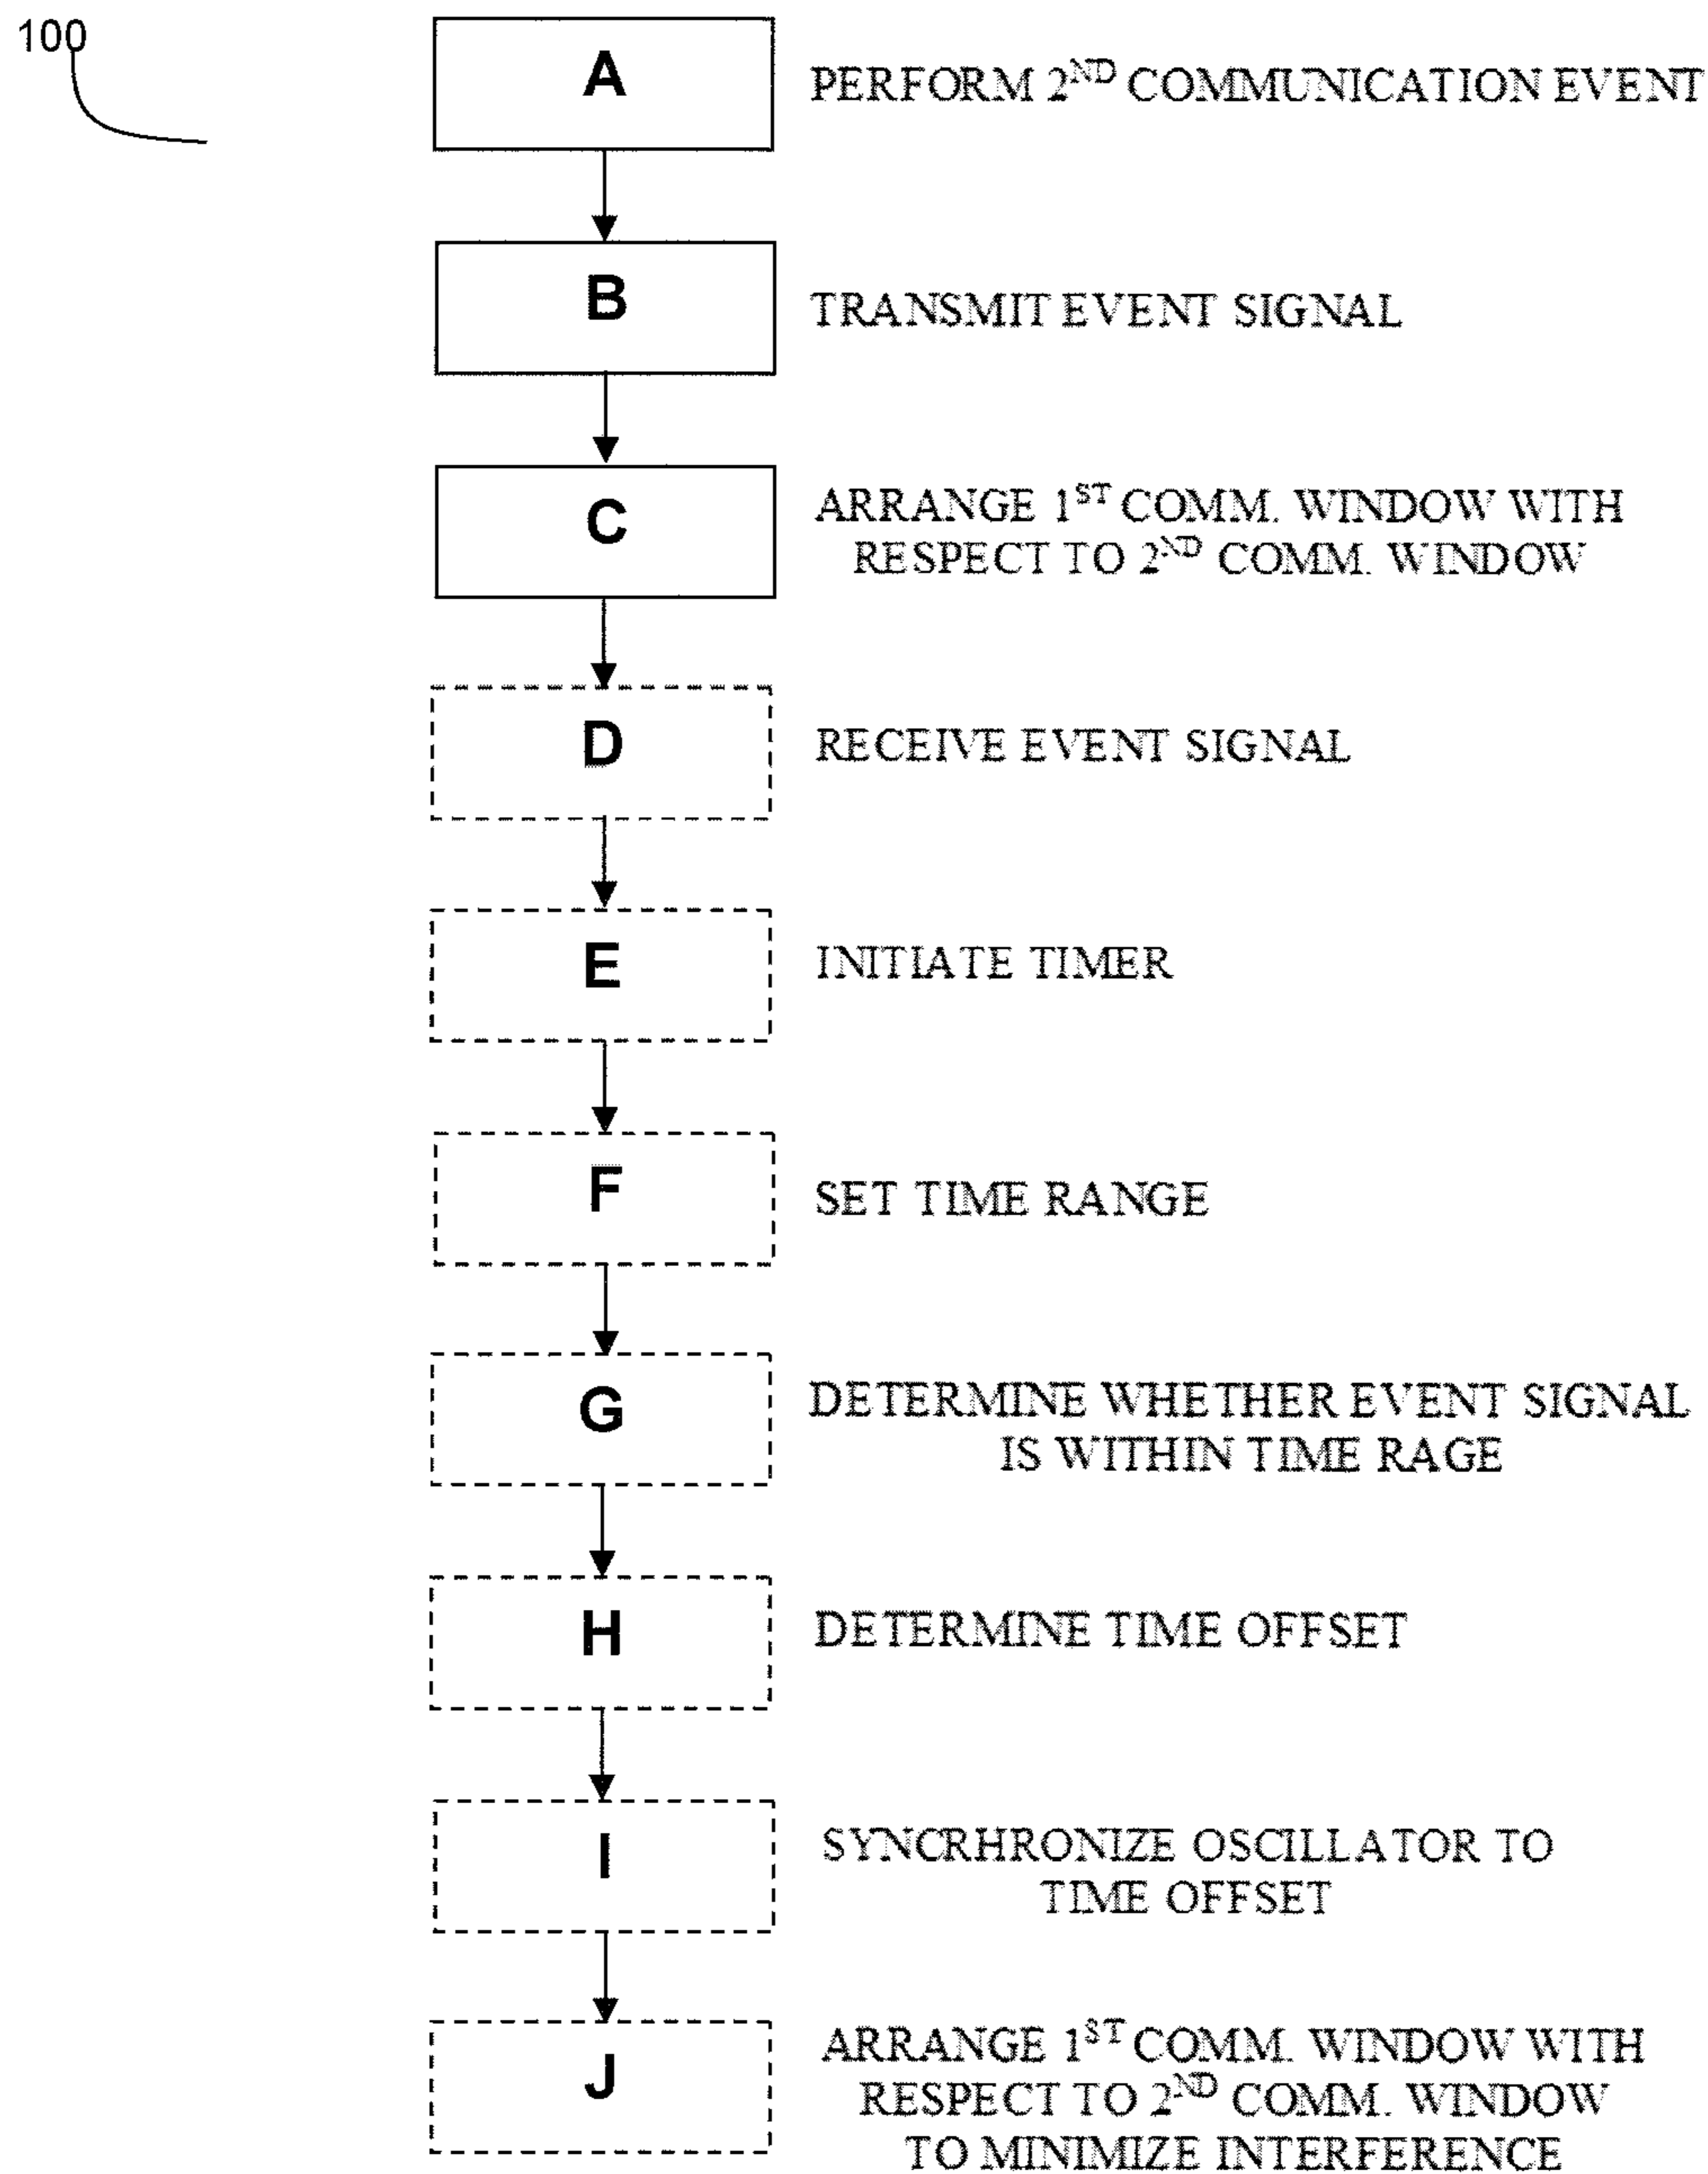 100
A
PERFORM 2ND COMMUNICATION EVENT
B
TRANSMIT EVENT SIGNAL
C
ARRANGE 1ST COMM. WINDOW WITH
RESPECT TO 2ND COMM. WINDOW
D
RECEIVE EVENT SIGNAL
E
INITIATE TIMER
F
SET TIME RANGE
G
DETERMINE WHETHER EVENT SIGNAL
IS WITHIN TIME RAGE
H
DETERMINE TIME OFFSET
I
SYNCRHRONIZE OSCILLATOR TO
TIME OFFSET
J
ARRANGE 1ST COMM. WINDOW WITH
RESPECT TO 2ND COMM. WINDOW
TO MINIMIZE INTERFERENCE